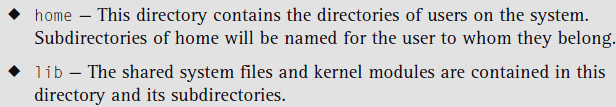 ◆ home – This directory contains the directories of users on the system.
Subdirectories of home will be named for the user to whom they belong.
◆ lib – The shared system files and kernel modules are contained in this
directory and its subdirectories.